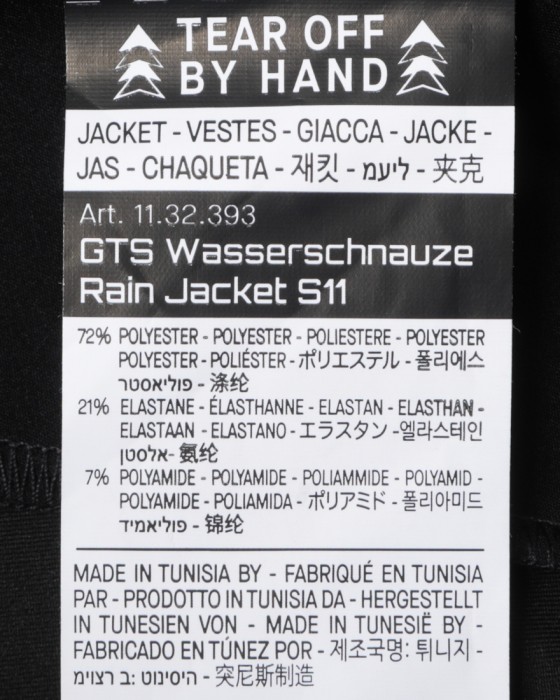 TEAR OFF
BY HAND
JACKET - VESTES - GIACCA - JACKE -
JAS - CHAQUETA - 재킷 - מעיל - 夹克
Art. 11.32.393
GTS Wasserschnauze
Rain Jacket S11
72% POLYESTER - POLYESTER - POLIESTERE - POLYESTER
POLYESTER - POLIÉSTER - ポリエステル - 폴리에스
פוליאסטר - 涤纶
21% ELASTANE - ÉLASTHANNE - ELASTAN - ELASTHAN -
ELASTAAN - ELASTANO - エラスタン -엘라스테인
אלסטן- 氨纶
7% POLYAMIDE - POLYAMIDE - POLIAMMIDE - POLYAMID -
POLYAMIDE - POLIAMIDA - ポリアミド - 폴리아미드
פוליאמיד - 锦纶
MADE IN TUNISIA BY - FABRIQUÉ EN TUNISIA
PAR - PRODOTTO IN TUNISIA DA - HERGESTELLT
IN TUNESIEN VON - MADE IN TUNESIË BY -
FABRICADO EN TÚNEZ POR - 제조국명: 튀니지 -
מיוצר ב: טוניסיה - 突尼斯制造